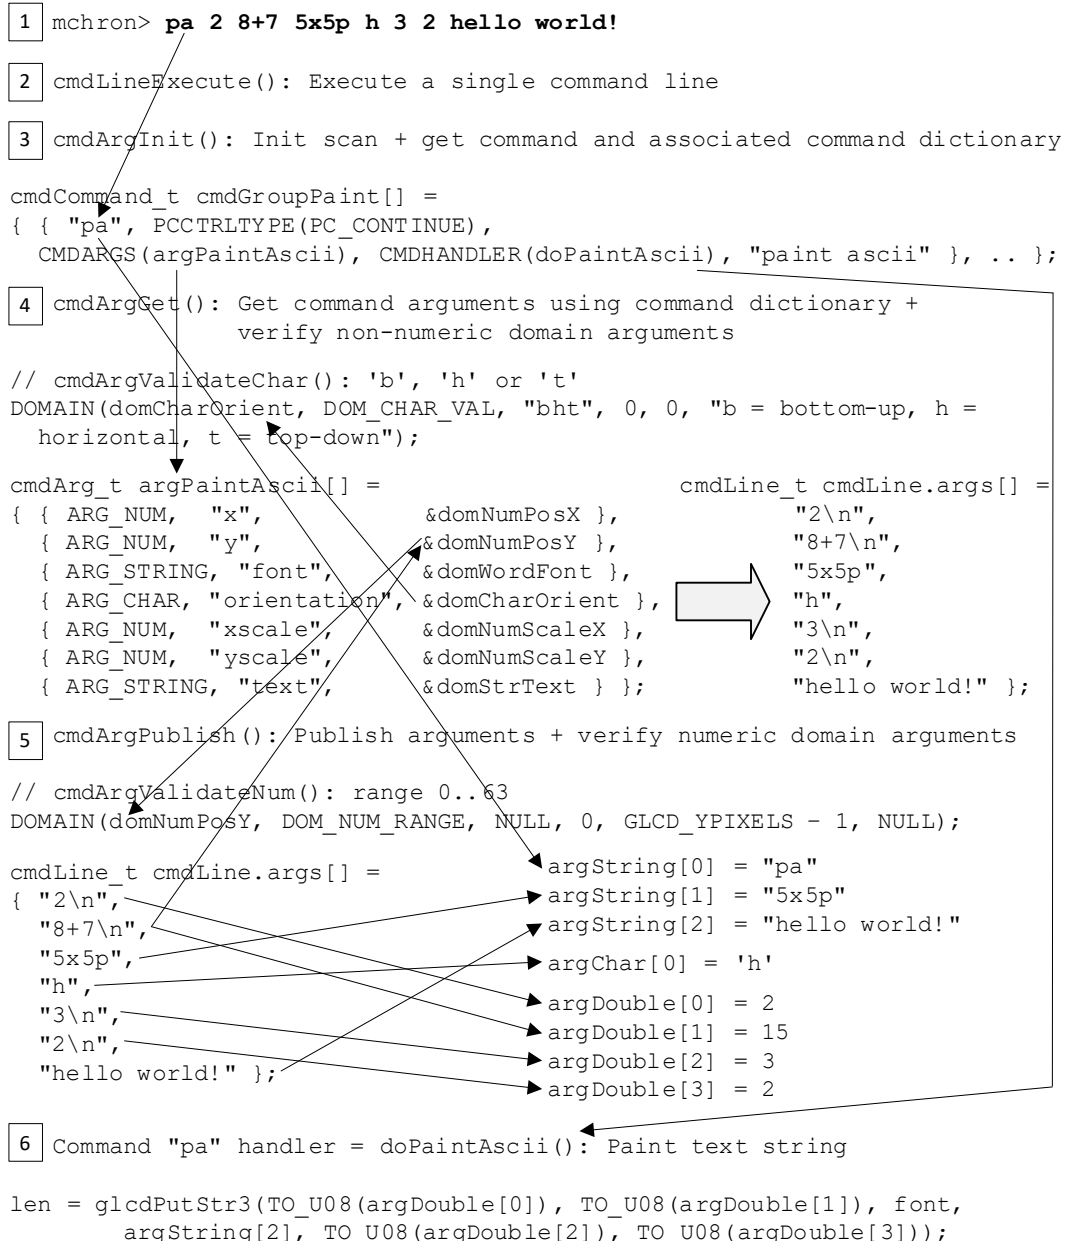 1 mchron> pa 2 8+7 5x5p h 3 2 hello world!
2 cmdLineExecute(): Execute a single command line
3 cmdArgInit(): Init scan + get command and associated command dictionary
cmdCommand_t cmdGroupPaint[] =
{ { "pa", PCCTRLTYPE(PC_CONTINUE),
CMDARGS(argPaintAscii), CMDHANDLER(doPaintAscii), "paint ascii" }, .. };
4 cmdArgGet(): Get command arguments using command dictionary +
verify non-numeric domain arguments
// cmdArgValidateChar(): 'b', 'h' or 't'
DOMAIN(domCharOrient, DOM_CHAR_VAL, "bht", 0, 0, "b = bottom-up, h =
horizontal, t = top-down");
cmdArg_t argPaintAscii[] =
{ { ARG_NUM, "x", &domNumPosX },
{ ARG_NUM, "y", &domNumPosY },
{ ARG_STRING, "font", &domWordFont },
{ ARG_CHAR, "orientation", &domCharOrient },
{ ARG_NUM, "xscale", &domNumScaleX },
{ ARG_NUM, "yscale", &domNumScaleY },
{ ARG_STRING, "text", &domStrText } };
cmdLine_t cmdLine.args[] =
"2\n",
"8+7\n",
"5x5p",
"h",
"3\n",
"2\n",
"hello world!" };
5 cmdArgPublish(): Publish arguments + verify numeric domain arguments
// cmdArgValidateNum(): range 0..63
DOMAIN(domNumPosY, DOM_NUM_RANGE, NULL, 0, GLCD_YPIXELS – 1, NULL);
cmdLine_t cmdLine.args[] =
{ "2\n",
"8+7\n",
"5x5p",
"h",
"3\n",
"2\n",
"hello world!" };
argString[0] = "pa"
argString[1] = "5x5p"
argString[2] = "hello world!"
argChar[0] = 'h'
argDouble[0] = 2
argDouble[1] = 15
argDouble[2] = 3
argDouble[3] = 2
6 Command "pa" handler = doPaintAscii(): Paint text string
len = glcdPutStr3(TO_U08(argDouble[0]), TO_U08(argDouble[1]), font,
argString[2], TO_U08(argDouble[2]), TO_U08(argDouble[3]));